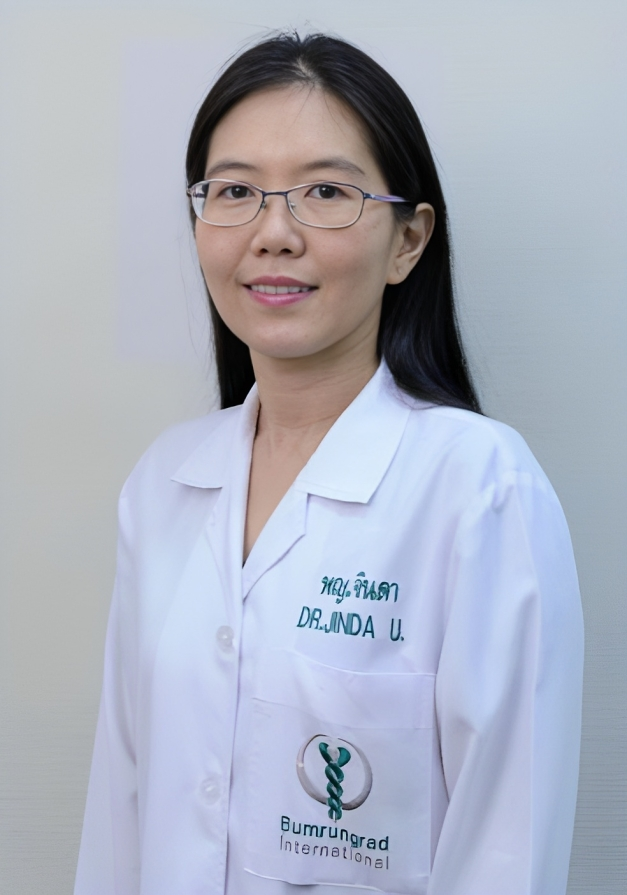 พญ.จินดา
DR.JINDA U.
Bumrungrad
International